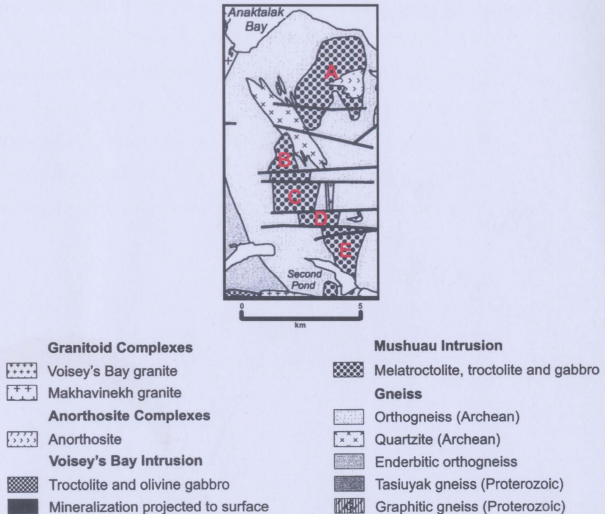 Anaktalak
Bay
A
B
C
D
E
Second
Pond
0 5
km
Granitoid Complexes
Voisey's Bay granite
Makhavinekh granite
Anorthosite Complexes
Anorthosite
Voisey's Bay Intrusion
Troctolite and olivine gabbro
Mineralization projected to surface
Mushuau Intrusion
Melatroctolite, troctolite and gabbro
Gneiss
Orthogneiss (Archean)
Quartzite (Archean)
Enderbitic orthogneiss
Tasiuyak gneiss (Proterozoic)
Graphitic gneiss (Proterozoic)